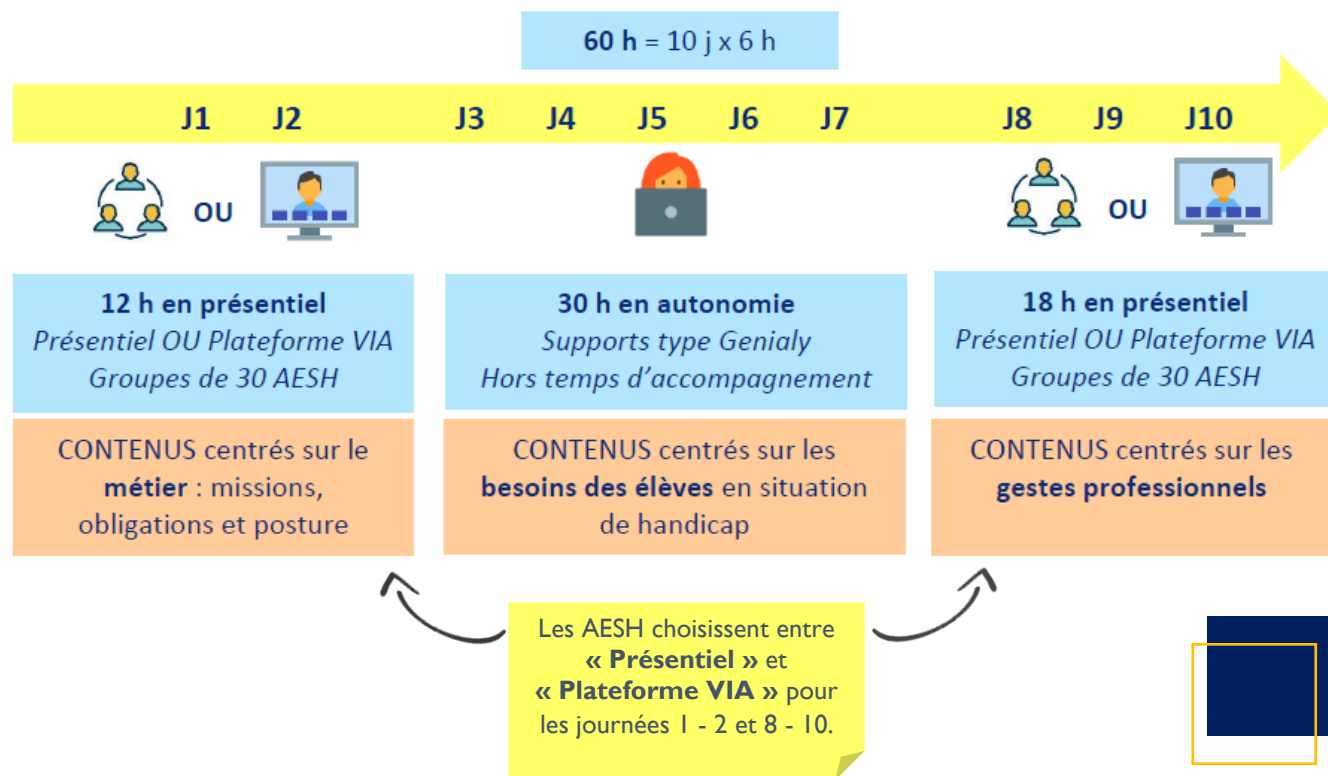 60 h = 10 j x 6 h
J1 J2 J3 J4 J5 J6 J7 J8 J9 J10
OU
OU
12 h en présentiel
Présentiel OU Plateforme VIA
Groupes de 30 AESH
30 h en autonomie
Supports type Genialy
Hors temps d'accompagnement
18 h en présentiel
Présentiel OU Plateforme VIA
Groupes de 30 AESH
CONTENUS centrés sur le
métier : missions,
obligations et posture
CONTENUS centrés sur les
besoins des élèves en situation
de handicap
CONTENUS centrés sur les
gestes professionnels
Les AESH choisissent entre
« Présentiel » et
« Plateforme VIA » pour
les journées 1 - 2 et 8 - 10.